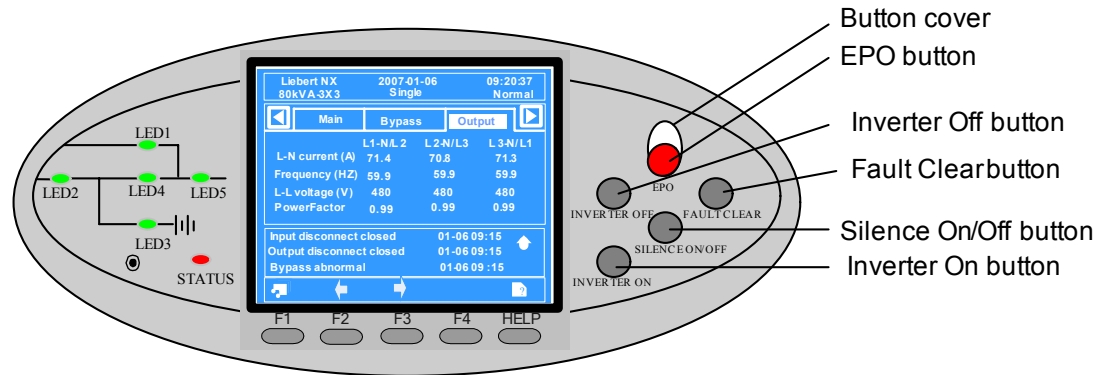 Button cover
EPO button
Inverter Off button
Fault Clearbutton
Silence On/Off button
Inverter On button
LED1
LED2
LED4
LED5
LED3
STATUS
Liebert NX 2007-01-06 09:20:37
80kVA-3X3 Single Normal
Main Bypass Output
L1-N/L2 L2-N/L3 L3-N/L1
L-N current (A) 71.4 70.8 71.3
Frequency (HZ) 59.9 59.9 59.9
L-L voltage (V) 480 480 480
PowerFactor 0.99 0.99 0.99
Input disconnect closed 01-06 09:15
Output disconnect closed 01-06 09:15
Bypass abnormal 01-06 09:15
?
F1 F2 F3 F4 HELP
EPO
INVERTER OFF FAULT CLEAR
SILENCE ON/OFF
INVERTER ON